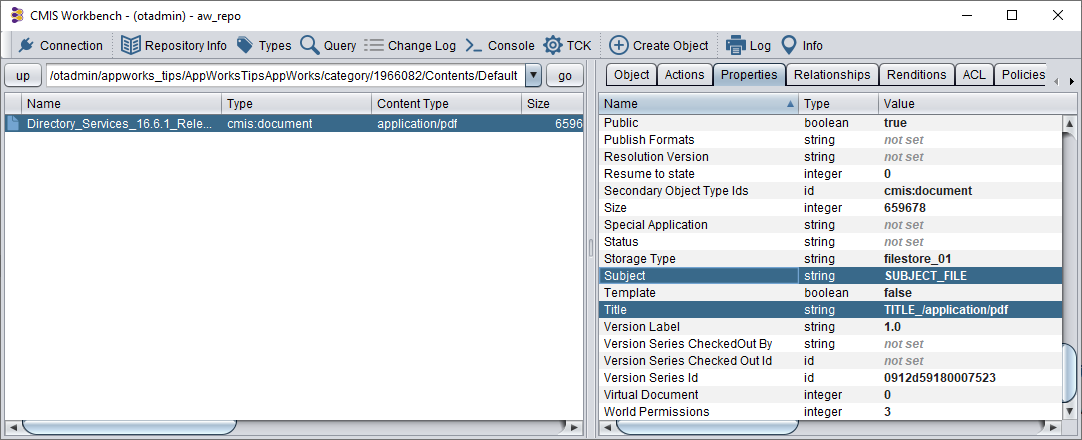 CMIS Workbench - (otadmin) - aw_repo
Connection Repository Info Types Query Change Log Console TCK Create Object Log Info
up /otadmin/appworks_tips/AppWorksTipsAppWorks/category/1966082/Contents/Default go
Object Actions Properties Relationships Renditions ACL Policies
Name Type Content Type Size
Directory_Services_16.6.1_Rele... cmis:document application/pdf 6596
Name Type Value
Public boolean true
Publish Formats string not set
Resolution Version string not set
Resume to state integer 0
Secondary Object Type Ids id cmis:document
Size integer 659678
Special Application string not set
Status string not set
Storage Type string filestore_01
Subject string SUBJECT_FILE
Template boolean false
Title string TITLE_/application/pdf
Version Label string 1.0
Version Series CheckedOut By string not set
Version Series Checked Out Id id not set
Version Series Id id 0912d59180007523
Virtual Document integer 0
World Permissions integer 3